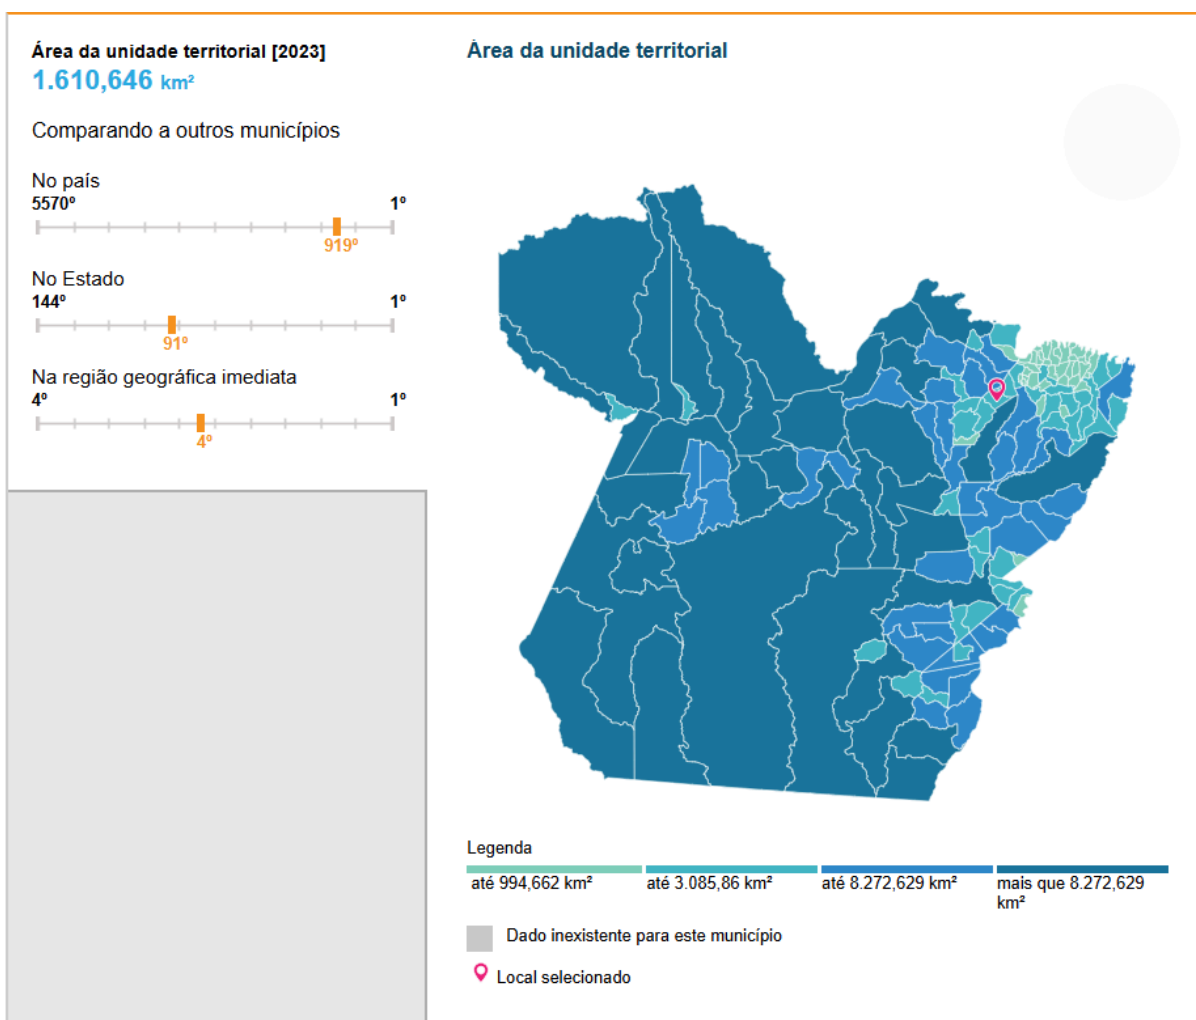 Área da unidade territorial [2023]
1.610,646 km²
Comparando a outros municípios
No país
5570º 1º
919º
No Estado
144º 1º
91º
Na região geográfica imediata
4º 1º
4º
Área da unidade territorial
Legenda
até 994,662 km² até 3.085,86 km² até 8.272,629 km² mais que 8.272,629
km²
Dado inexistente para este município
Local selecionado